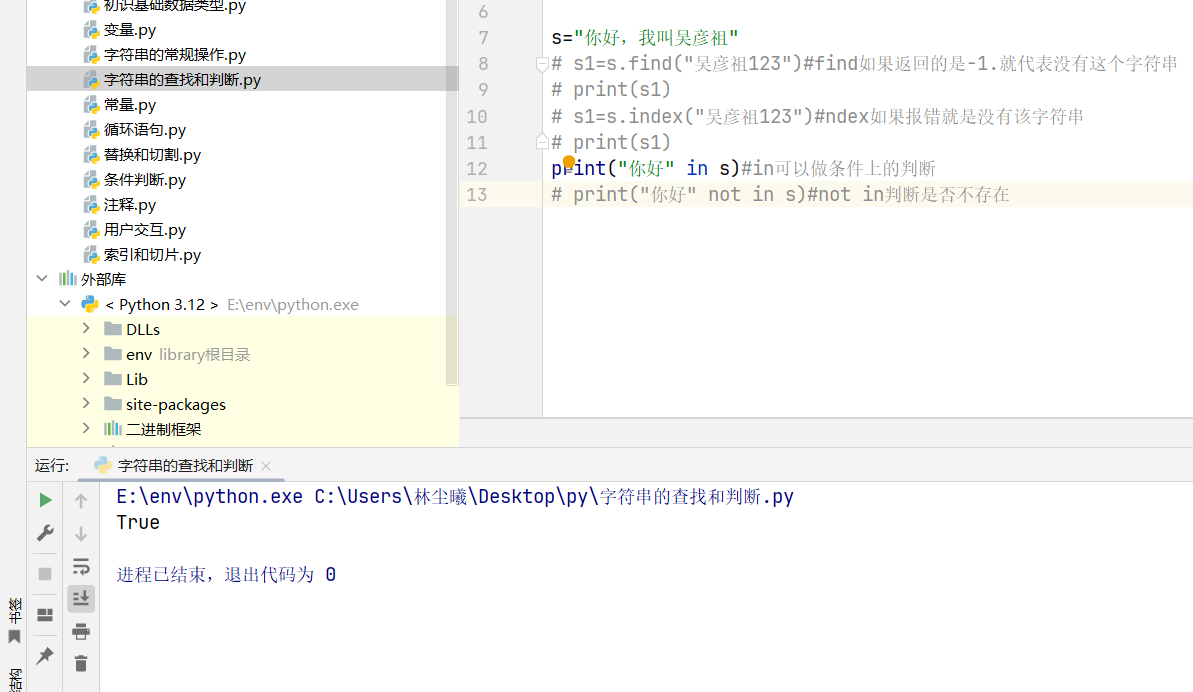 初识基础数据类型.py
变量.py
字符串的常规操作.py
字符串的查找和判断.py
常量.py
循环语句.py
替换和切割.py
条件判断.py
注释.py
用户交互.py
索引和切片.py
外部库
< Python 3.12 > E:\env\python.exe
DLLs
env library根目录
Lib
site-packages
二进制框架
6
7 s="你好，我叫吴彦祖"
8 # s1=s.find("吴彦祖123")#find如果返回的是-1.就代表没有这个字符串
9 # print(s1)
10 # s1=s.index("吴彦祖123")#ndex如果报错就是没有该字符串
11 # print(s1)
12 print("你好" in s)#in可以做条件上的判断
13 # print("你好" not in s)#not in判断是否不存在
运行: 字符串的查找和判断
E:\env\python.exe C:\Users\林尘曦\Desktop\py\字符串的查找和判断.py
True
进程已结束，退出代码为 0
书签
结构